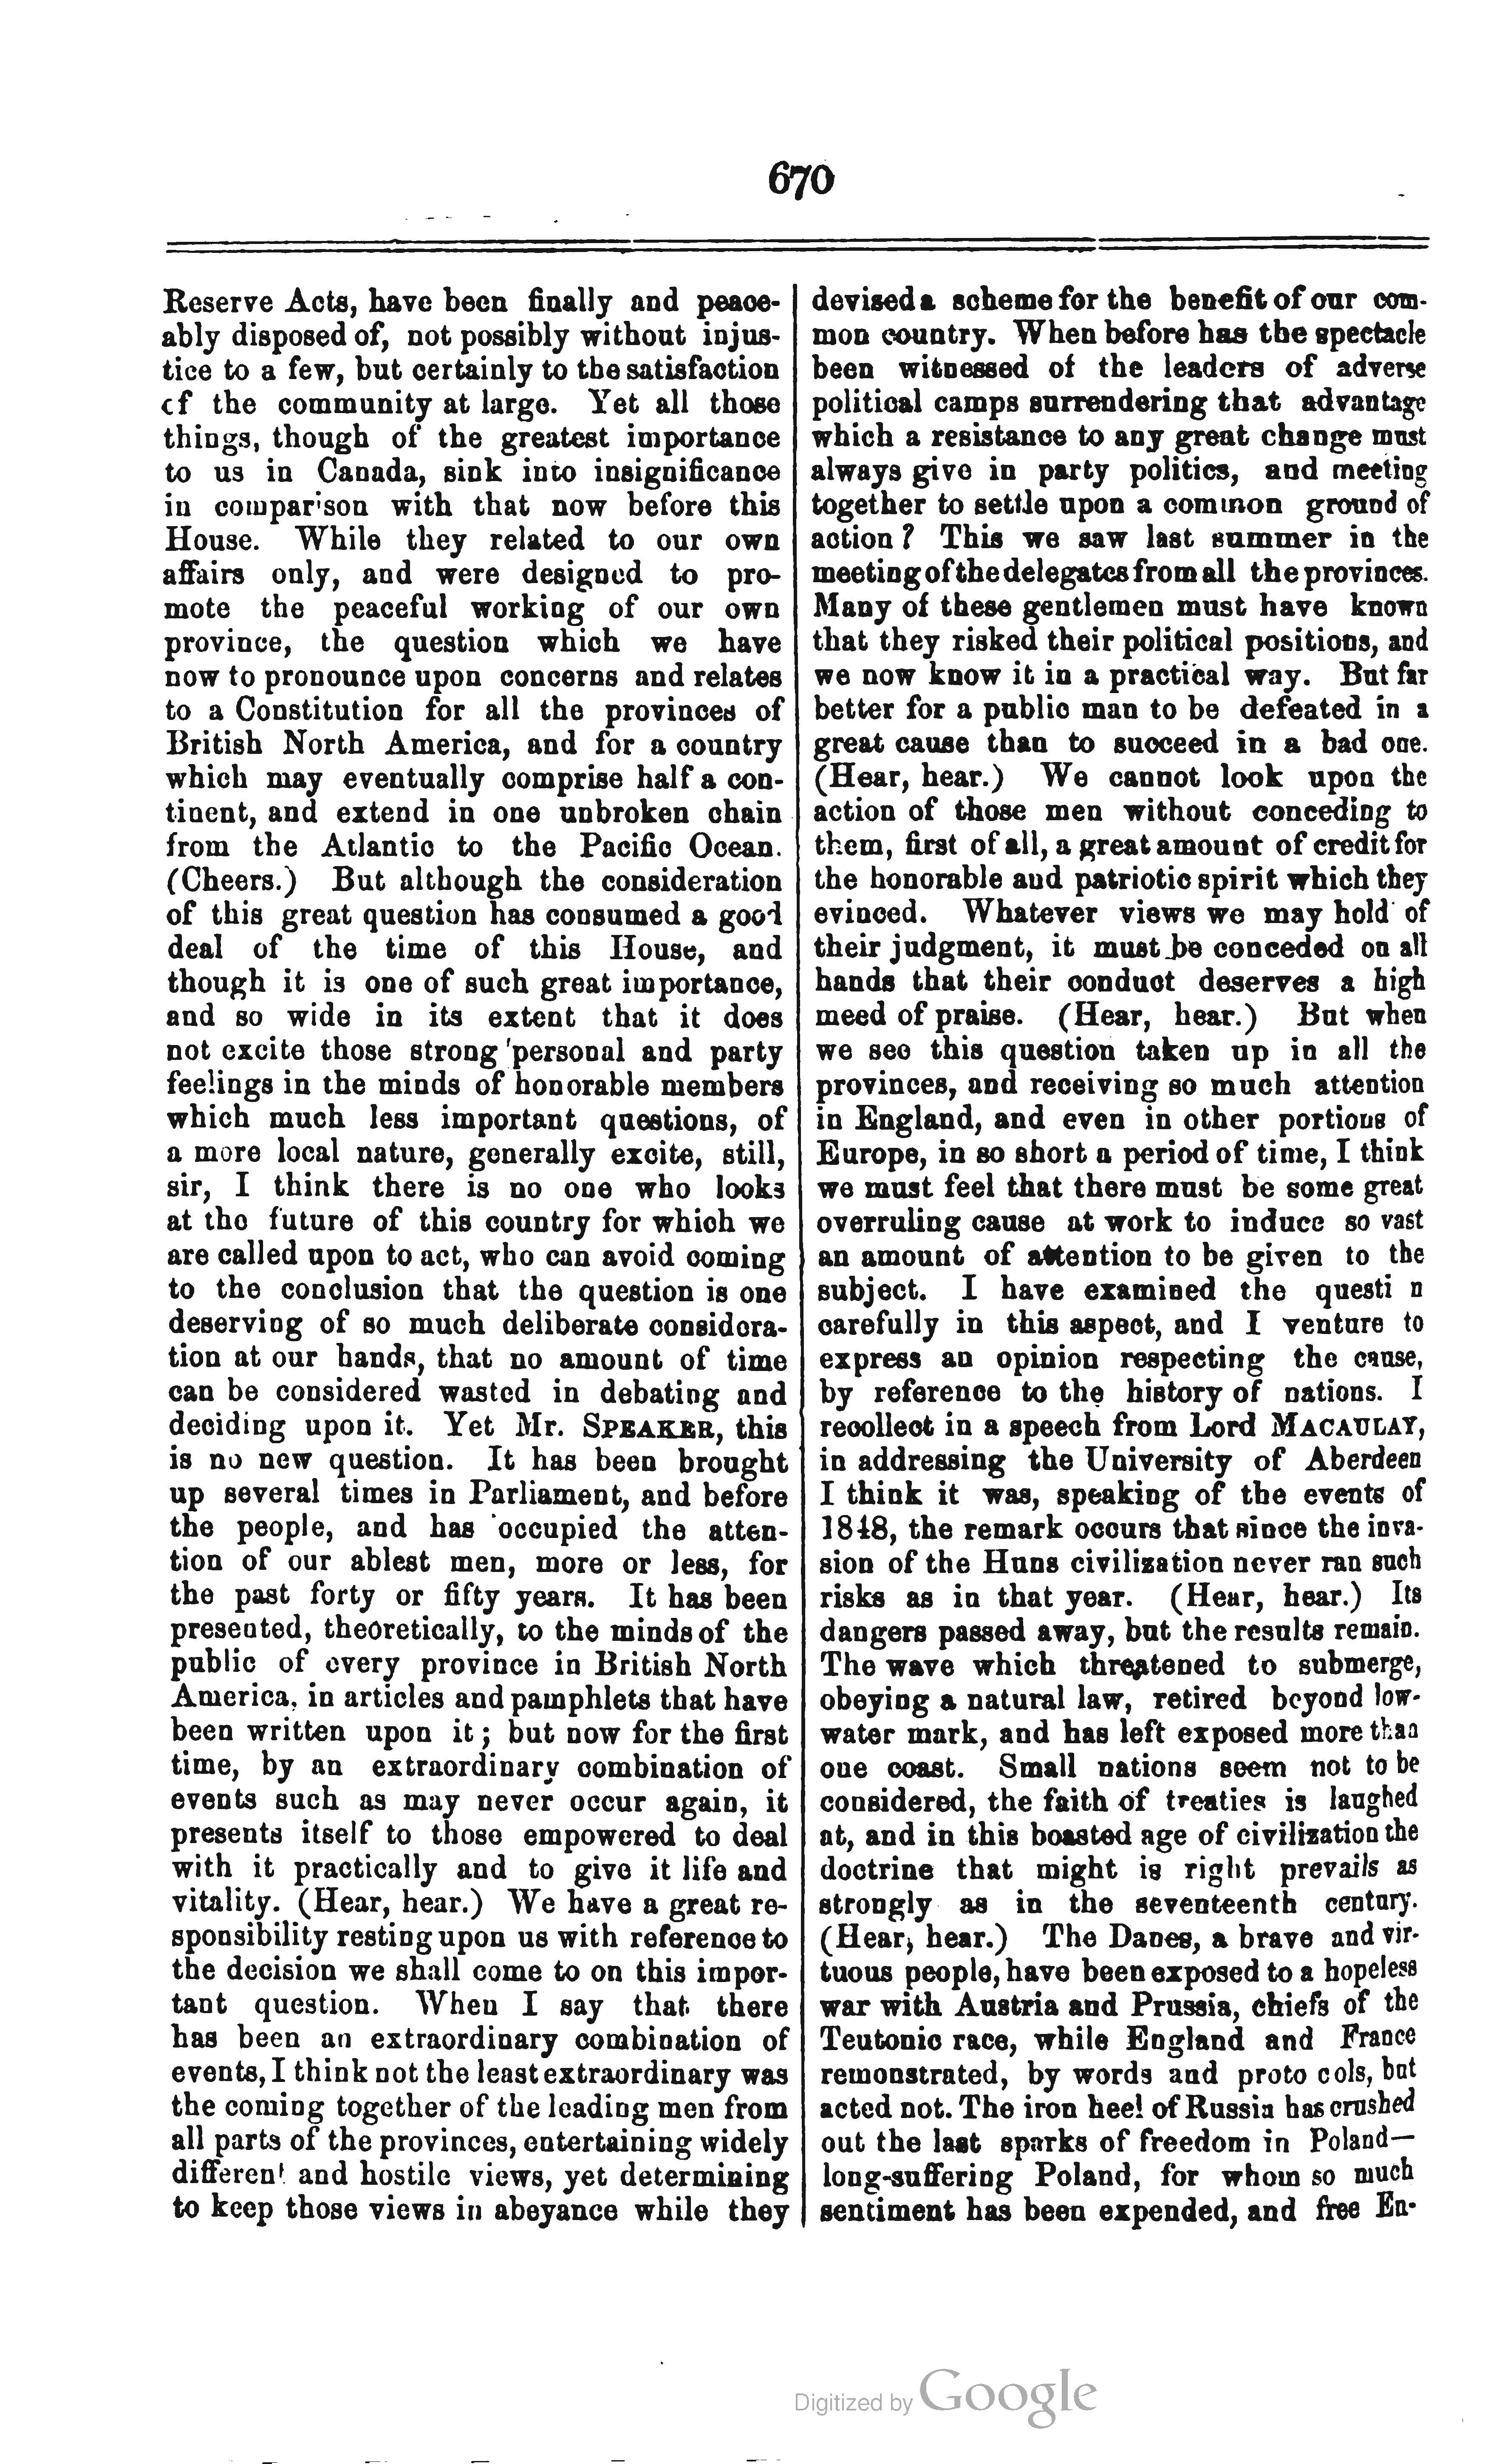 670
Reserve Acts, have been finally and peace-
ably disposed of, not possibly without injus-
tice to a few, but certainly to the satisfaction
of the community at large. Yet all those
things, though of the greatest importance
to us in Canada, sink into insignificance
in comparison with that now before this
House. While they related to our own
affairs only, and were designed to pro-
mote the peaceful working of our own
province, the question which we have
now to pronounce upon concerns and relates
to a Constitution for all the provinces of
British North America, and for a country
which may eventually comprise half a con-
tinent, and extend in one unbroken chain
from the Atlantic to the Pacific Ocean.
(Cheers.) But although the consideration
of this great question has consumed a good
deal of the time of this House, and
though it is one of such great importance,
and so wide in its extent that it does
not excite those strong personal and party
feelings in the minds of honorable members
which much less important questions, of
a more local nature, generally excite, still,
sir, I think there is no one who looks
at the future of this country for which we
are called upon to act, who can avoid coming
to the conclusion that the question is one
deserving of so much deliberate considera-
tion at our hands, that no amount of time
can be considered wasted in debating and
deciding upon it. Yet Mr. SPEAKER, this
is no new question. It has been brought
up several times in Parliament, and before
the people, and has occupied the atten-
tion of our ablest men, more or less, for
the past forty or fifty years. It has been
presented, theoretically, to the minds of the
public of every province in British North
America, in articles and pamphlets that have
been written upon it; but now for the first
time, by an extraordinary combination of
events such as may never occur again, it
presents itself to those empowered to deal
with it practically and to give it life and
vitality. (Hear, hear.) We have a great re-
sponsibility resting upon us with reference to
the decision we shall come to on this impor-
tant question. When I say that there
has been an extraordinary combination of
events, I think not the least extraordinary was
the coming together of the leading men from
all parts of the provinces, entertaining widely
different and hostile views, yet determining
to keep those views in abeyance while they
devised a scheme for the benefit of our com-
mon country. When before has the spectacle
been witnessed of the leaders of adverse
political camps surrendering that advantage
which a resistance to any great change must
always give in party politics, and meeting
together to settle upon a common ground of
action? This we saw last summer in the
meeting of the delegates from all the provinces.
Many of these gentlemen must have known
that they risked their political positions, and
we now know it in a practical way. But far
better for a public man to be defeated in a
great cause than to succeed in a bad one.
(Hear, hear.) We cannot look upon the
action of those men without conceding to
them, first of all, a great amount of credit for
the honorable and patriotic spirit which they
evinced. Whatever views we may hold of
their judgment, it must be conceded on all
hands that their conduct deserves a high
meed of praise. (Hear, hear.) But when
we see this question taken up in all the
provinces, and receiving so much attention
in England, and even in other portions of
Europe, in so short a period of time, I think
we must feel that there must be some great
overruling cause at work to induce so vast
an amount of attention to be given to the
subject. I have examined the questi n
carefully in this aspect, and I venture to
express an opinion respecting the cause,
by reference to the history of nations. I
recollect in a speech from Lord MACAULAY,
in addressing the University of Aberdeen
I think it was, speaking of the events of
1848, the remark occurs that since the inva-
sion of the Huns civilization never ran such
risks as in that year. (Hear, hear.) Its
dangers passed away, but the results remain.
The wave which threatened to submerge,
obeying a natural law, retired beyond low-
water mark, and has left exposed more than
one coast. Small nations seem not to be
considered, the faith of treaties is laughed
at, and in this boasted age of civilization the
doctrine that might is right prevails as
strongly as in the seventeenth century.
(Hear, hear.) The Danes, a brave and vir-
tuous people, have been exposed to a hopeless
war with Austria and Prussia, chiefs of the
Teutonic race, while England and France
remonstrated, by words and proto cols, but
acted not. The iron heel of Russia has crushed
out the last sparks of freedom in Poland—
long-suffering Poland, for whom so much
sentiment has been expended, and free En-
Digitized by Google